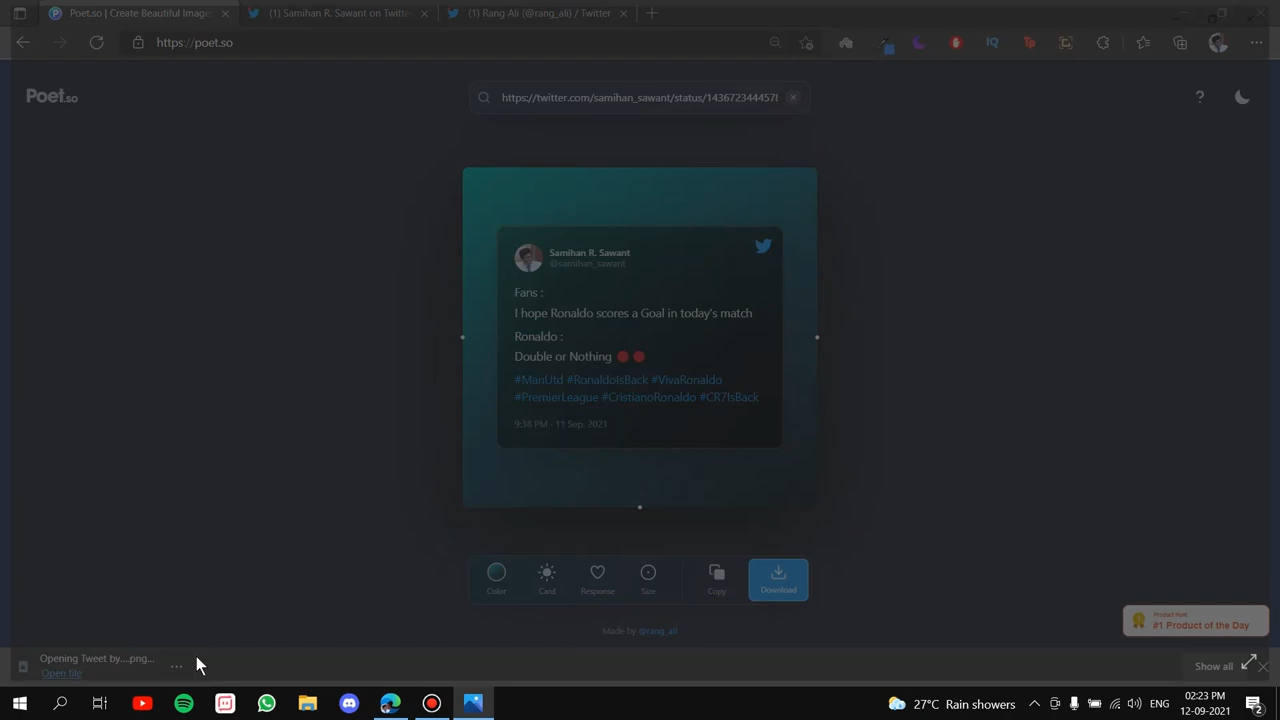 Poet.so | Create Beautiful Image
(1) Samihan R. Sawant on Twitte
(1) Rang Ali (@rang_ali) / Twitter
https://poet.so
IQ
Tp
Poet.so
https://twitter.com/samihan_sawant/status/1436723444578
?
Samihan R. Sawant
@samihan_sawant
Fans :
I hope Ronaldo scores a Goal in today's match
Ronaldo :
Double or Nothing 🔴 🔴
#ManUtd #RonaldoIsBack #VivaRonaldo
#PremierLeague #CristianoRonaldo #CR7IsBack
9:38 PM · 11 Sep, 2021
Color
Card
Response
Size
Copy
Download
Made by @rang_ali
Product Hunt
#1 Product of the Day
Opening Tweet by....png...
Open file
Show all
27°C Rain showers
ENG
02:23 PM
12-09-2021
2